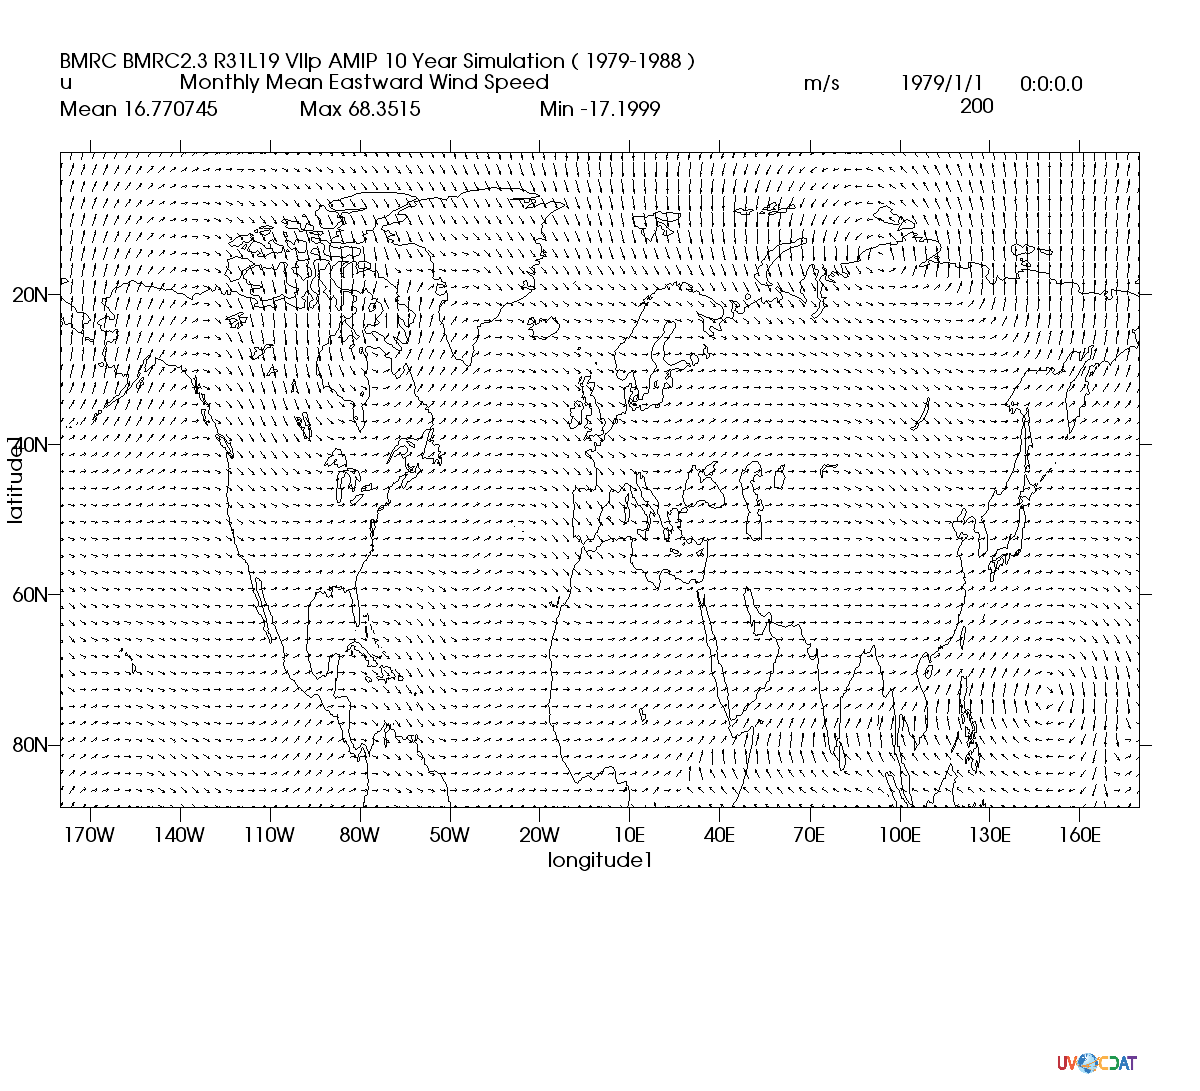 BMRC BMRC2.3 R31L19 VIIp AMIP 10 Year Simulation ( 1979-1988 )
u Monthly Mean Eastward Wind Speed m/s 1979/1/1 0:0:0.0
Mean 16.770745 Max 68.3515 Min -17.1999 200
20N
40N
60N
80N
latitude1
170W 140W 110W 80W 50W 20W 10E 40E 70E 100E 130E 160E
longitude1
UVCDAT